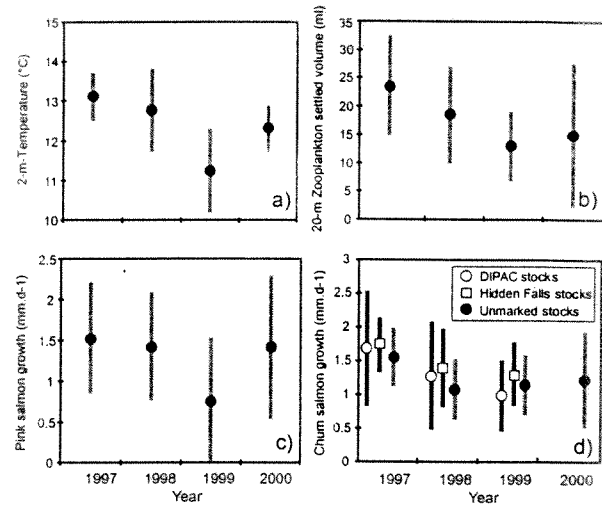 2-m-Temperature (°C)
15
14
13
12
11
10
a)
20-m Zooplankton settled volume (ml)
35
30
25
20
15
10
5
0
b)
Pink salmon growth (mm.d-1)
2.5
2
1.5
1
0.5
0
c)
1997 1998 1999 2000
Year
Chum salmon growth (mm.d-1)
3
2.5
2
1.5
1
0.5
0
DIPAC stocks
Hidden Falls stocks
Unmarked stocks
d)
1997 1998 1999 2000
Year